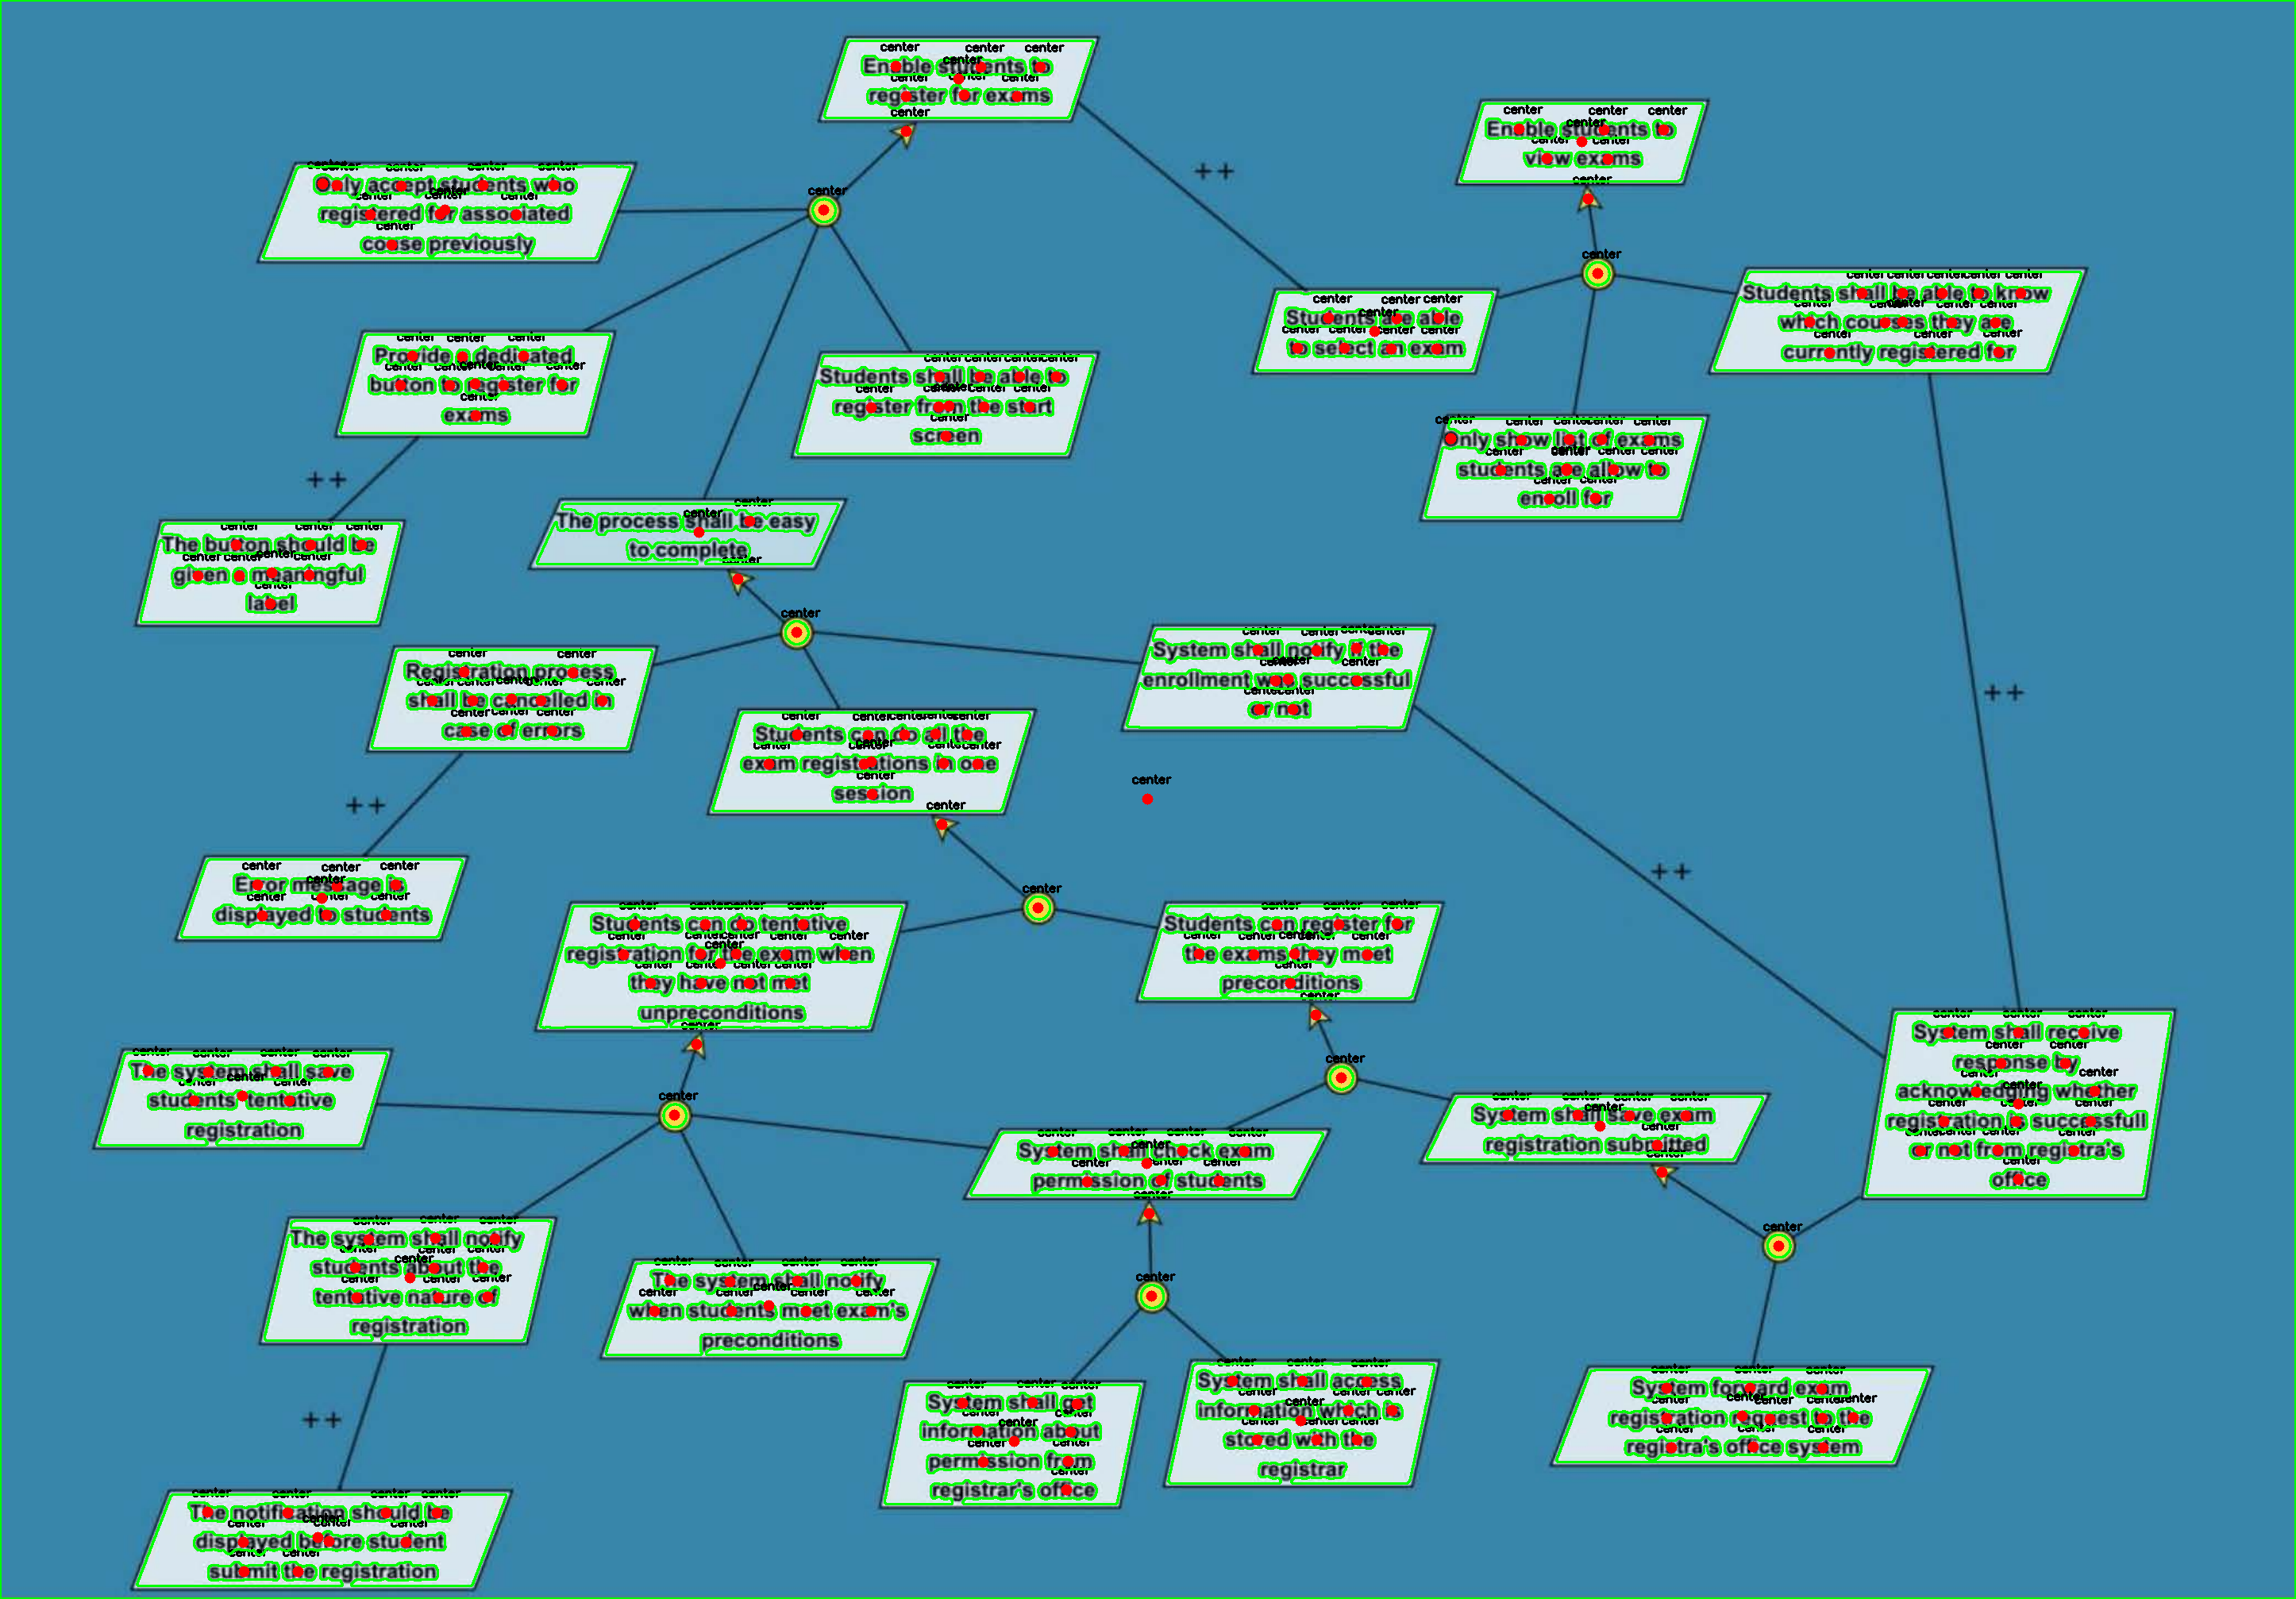 Enable students to
register for exams
Enable students to
view exams
++
Only accept students who
registered for associated
couse previously
Students shall be able to know
which courses they are
currently registered for
Students are able
to select an exam
Provide a dedicated
button to register for
exams
Students shall be able to
register from the start
screen
Only show list of exams
students are allow to
enroll for
++
The process shall be easy
to complete
The button should be
given a meaningful
label
System shall notify if the
enrollment was successful
or not
Registration process
shall be cancelled in
case of errors
++
Students can do all the
exam registrations in one
session
center
++
++
Error message is
displayed to students
Students can do tentative
registration for the exam when
they have not met
unpreconditions
Students can register for
the exams they meet
preconditions
System shall receive
response by
acknowledging whether
registration is successfull
or not from registra's
office
The system shall save
students' tentative
registration
System shall save exam
registration submitted
System shall check exam
permission of students
The system shall notify
students about the
tentative nature of
registration
The system shall notify
when students meet exam's
preconditions
System shall get
information about
permission from
registrar's office
System shall access
information which is
stored with the
registrar
System forward exam
registration request to the
registra's office system
++
The notification should be
displayed before student
submit the registration